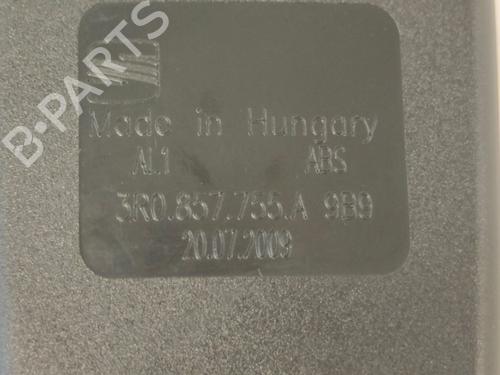 B-PARTS
Made in Hungary
AL1 ABS
3R0.857.755.A 9B9
20.07.2009